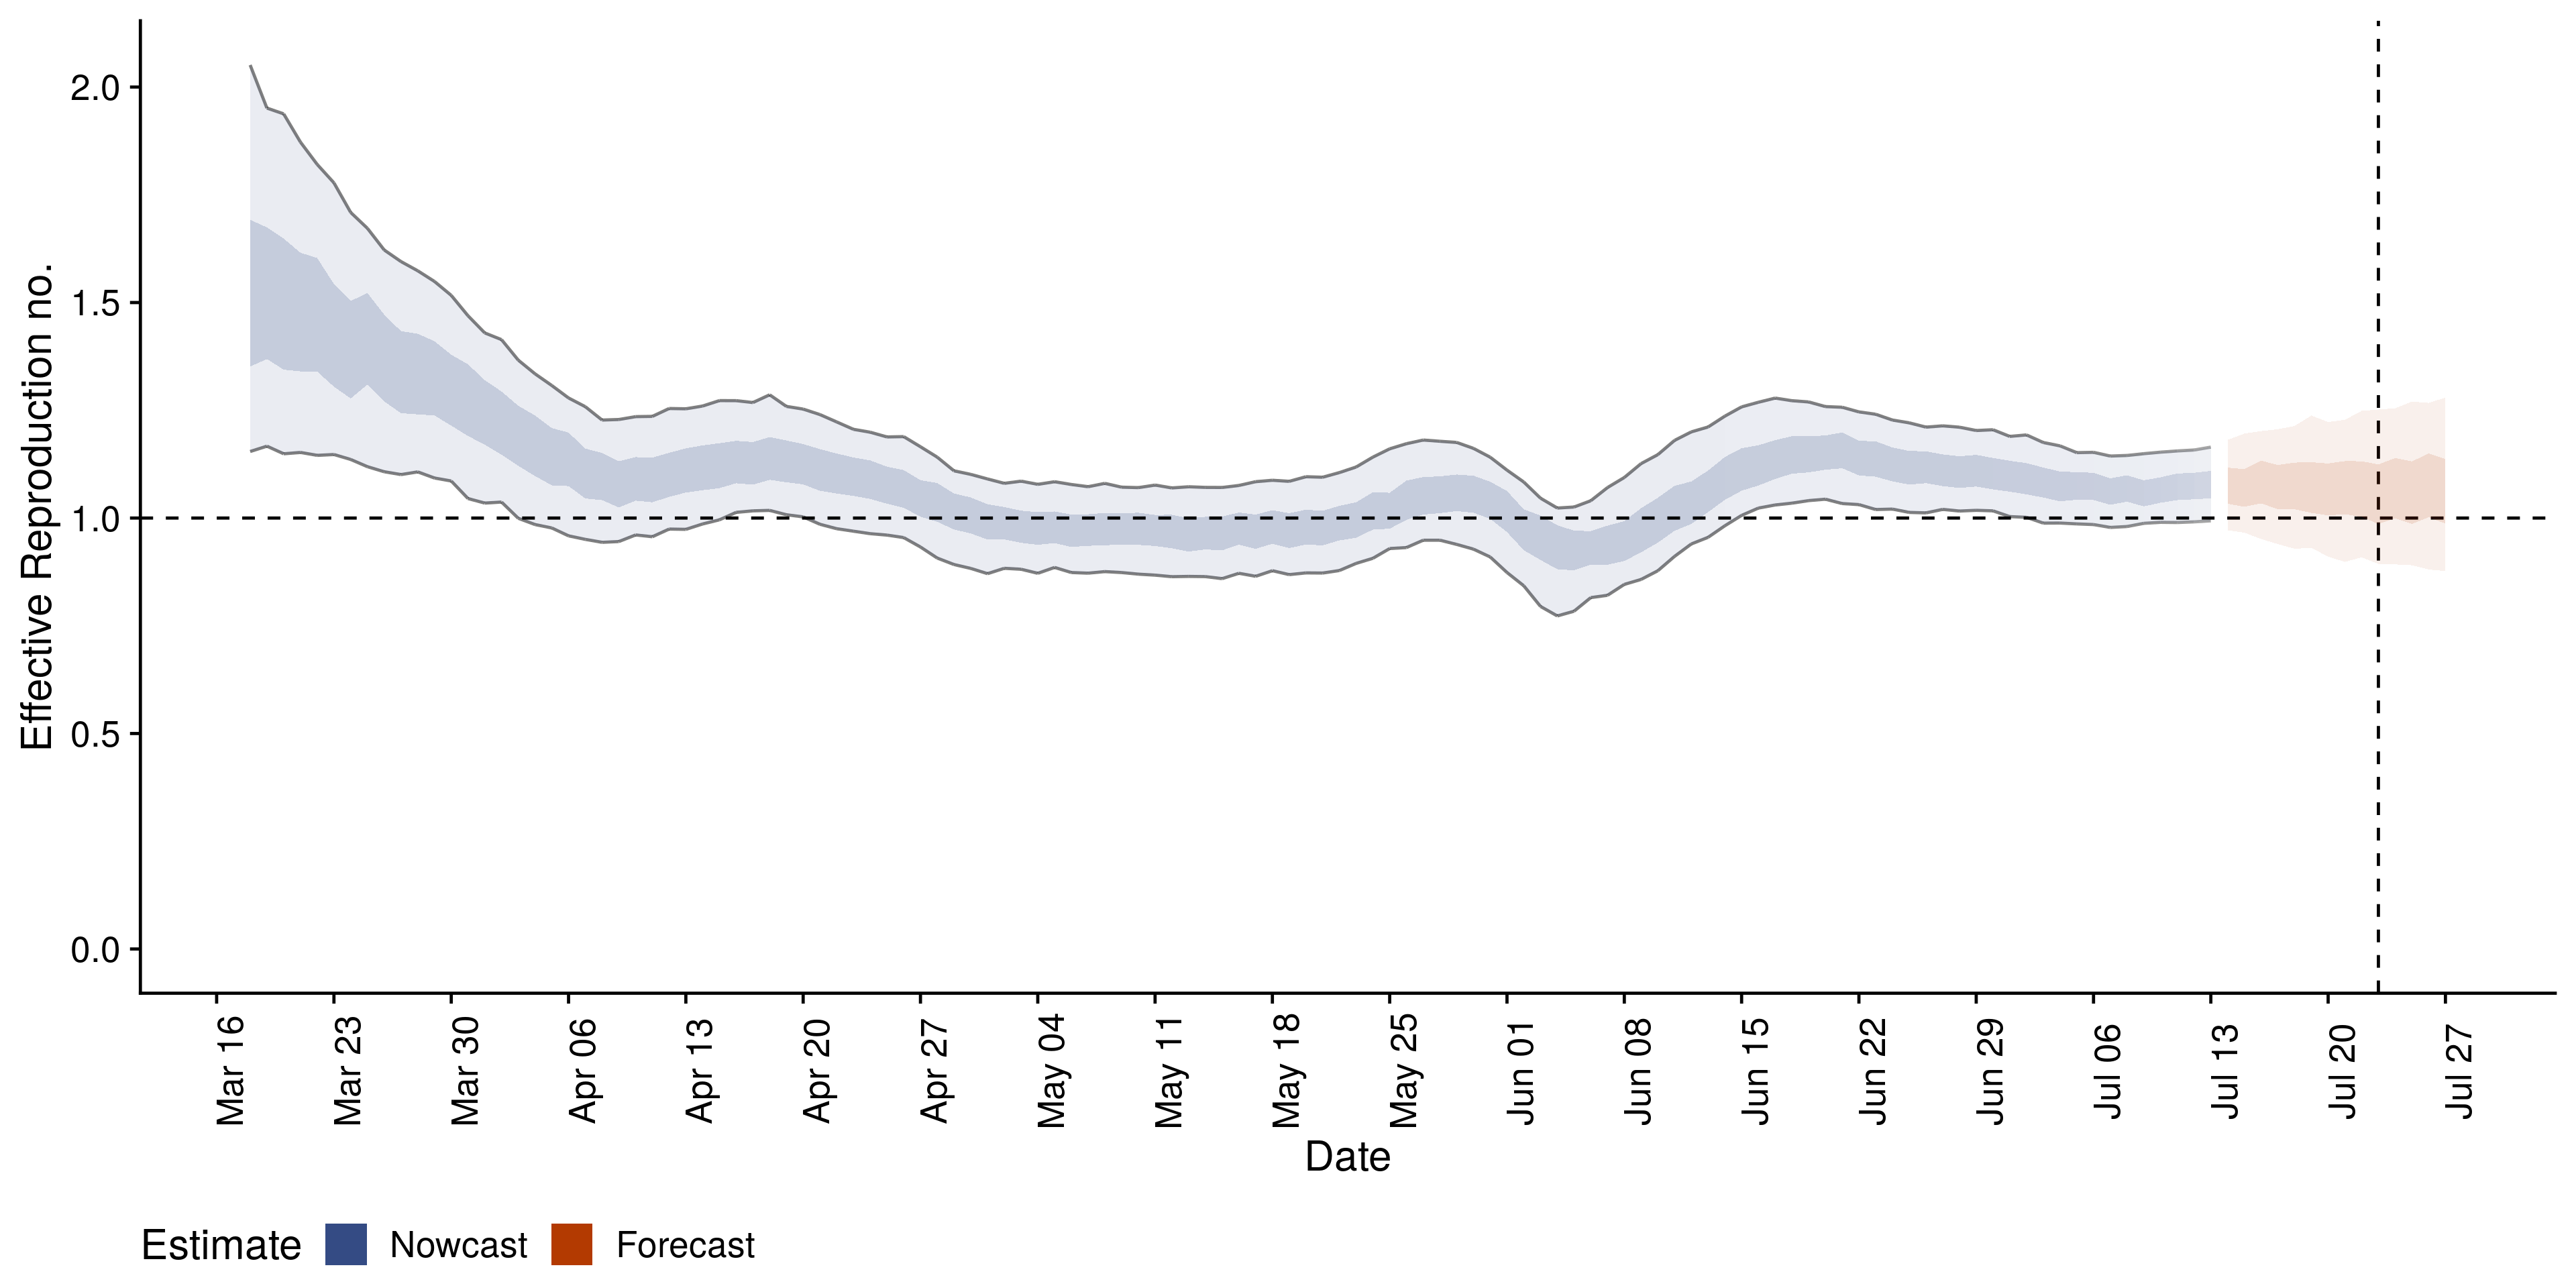 Effective Reproduction no.
2.0
1.5
1.0
0.5
0.0
Mar 16
Mar 23
Mar 30
Apr 06
Apr 13
Apr 20
Apr 27
May 04
May 11
May 18
May 25
Jun 01
Jun 08
Jun 15
Jun 22
Jun 29
Jul 06
Jul 13
Jul 20
Jul 27
Date
Estimate Nowcast Forecast